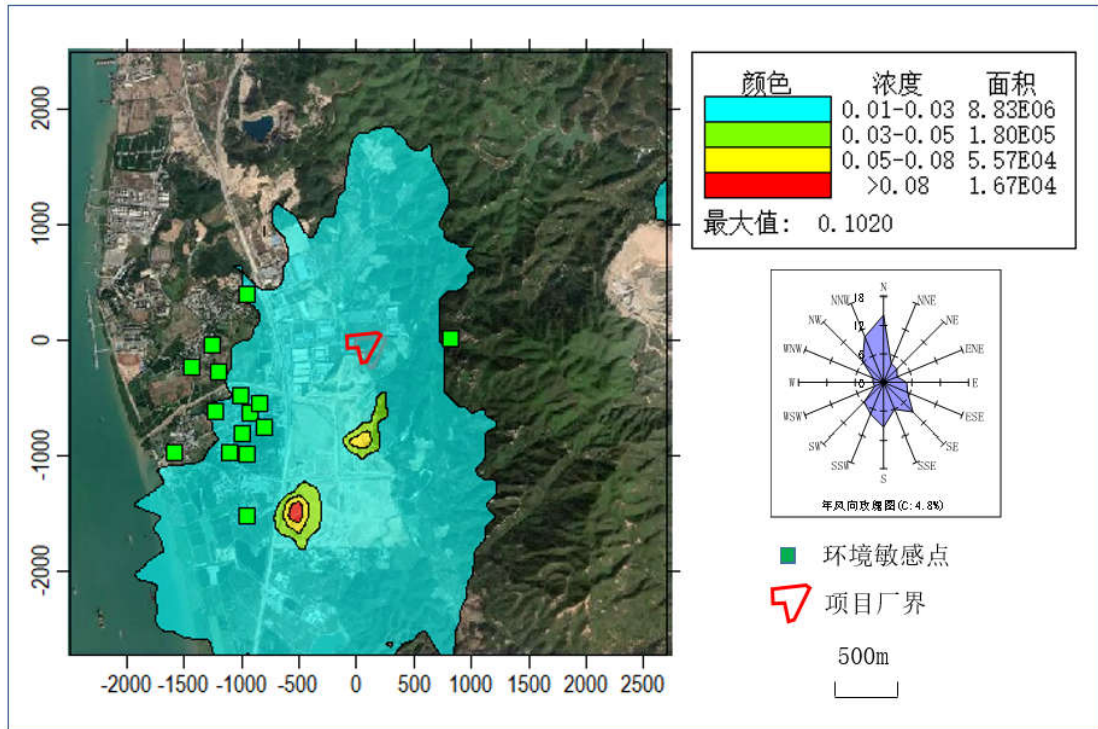 2000
1000
0
-1000
-2000
-2000 -1500 -1000 -500 0 500 1000 1500 2000 2500
颜色 浓度 面积
0.01-0.03 8.83E06
0.03-0.05 1.80E05
0.05-0.08 5.57E04
>0.08 1.67E04
最大值: 0.1020
N
NNW 18 NNE
NW 12 NE
WNW 6 ENE
W 0 E
WSW ESE
SW SE
SSW SSE
S
年风向玫瑰图(C:4.8%)
环境敏感点
项目厂界
500m